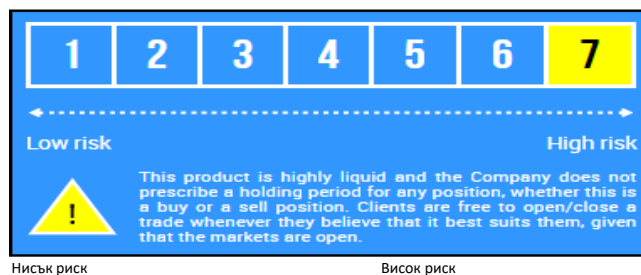 1 2 3 4 5 6 7
Low risk High risk
This product is highly liquid and the Company does not
prescribe a holding period for any position, whether this is
a buy or a sell position. Clients are free to open/close a
trade whenever they believe that it best suits them, given
that the markets are open.
!
Нисък риск Висок риск